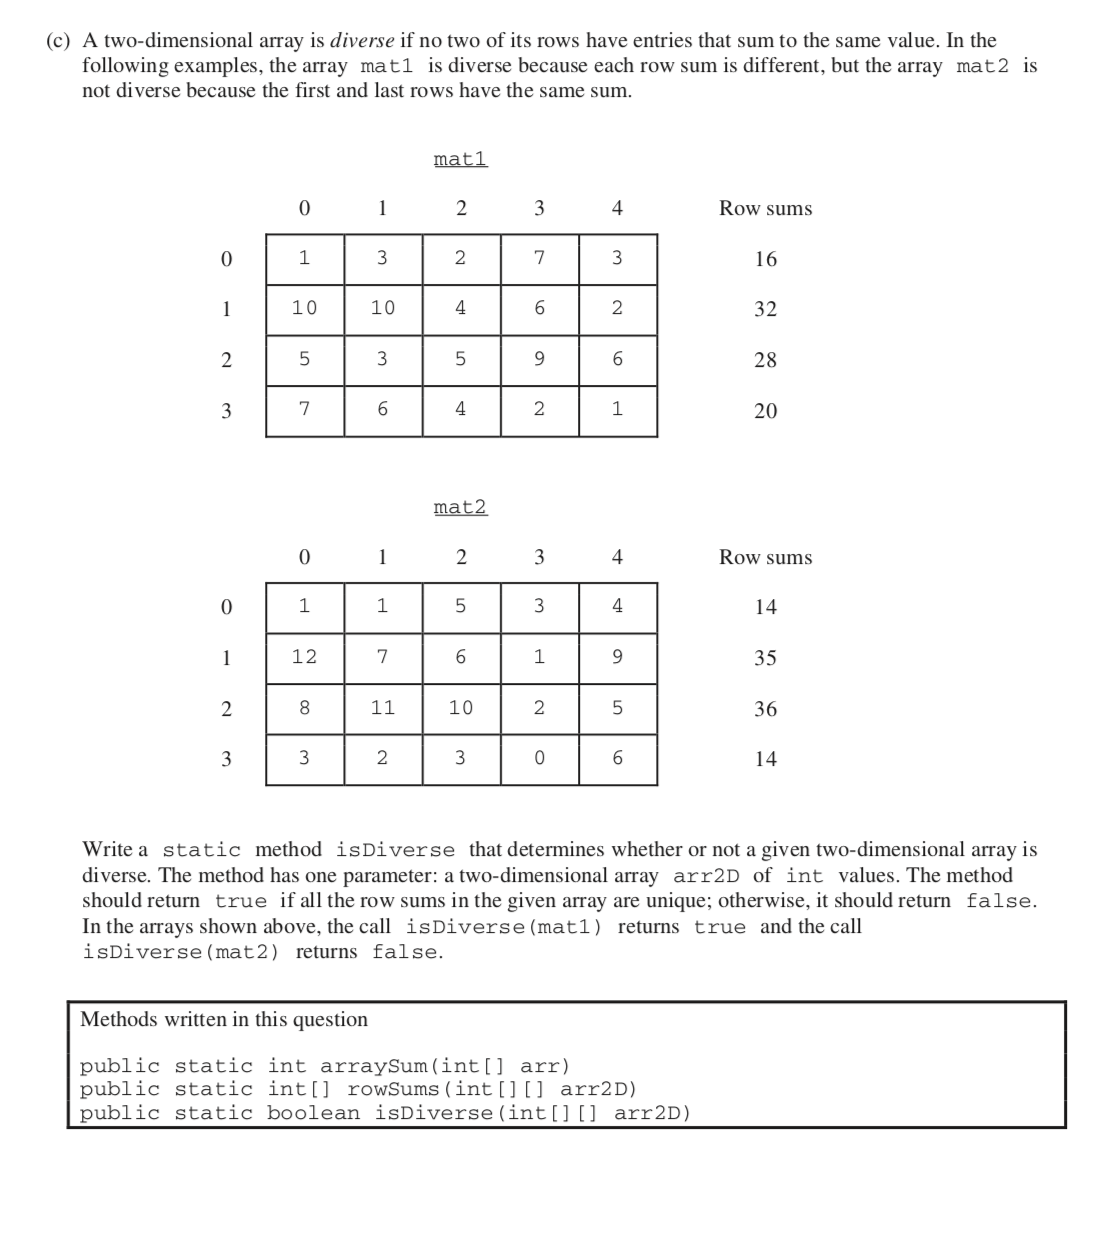 (c) A two-dimensional array is diverse if no two of its rows have entries that sum to the same value. In the
following examples, the array mat1 is diverse because each row sum is different, but the array mat2 is
not diverse because the first and last rows have the same sum.
mat1
0 1 2 3 4 Row sums
0 1 3 2 7 3 16
1 10 10 4 6 2 32
2 5 3 5 9 6 28
3 7 6 4 2 1 20
mat2
0 1 2 3 4 Row sums
0 1 1 5 3 4 14
1 12 7 6 1 9 35
2 8 11 10 2 5 36
3 3 2 3 0 6 14
Write a static method isDiverse that determines whether or not a given two-dimensional array is
diverse. The method has one parameter: a two-dimensional array arr2D of int values. The method
should return true if all the row sums in the given array are unique; otherwise, it should return false.
In the arrays shown above, the call isDiverse(mat1) returns true and the call
isDiverse(mat2) returns false.
Methods written in this question
public static int arraySum(int[] arr)
public static int[] rowSums(int[][] arr2D)
public static boolean isDiverse(int[][] arr2D)